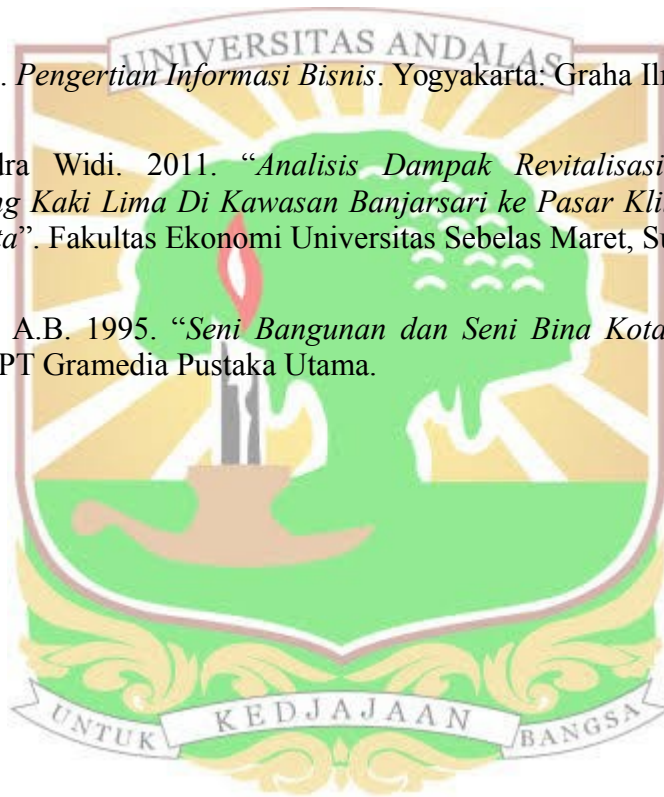 UNIVERSITAS ANDALAS
. Pengertian Informasi Bisnis. Yogyakarta: Graha Il
dra Widi. 2011. “Analisis Dampak Revitalisasi
ng Kaki Lima Di Kawasan Banjarsari ke Pasar Kli
ta”. Fakultas Ekonomi Universitas Sebelas Maret, Su
A.B. 1995. “Seni Bangunan dan Seni Bina Kota
PT Gramedia Pustaka Utama.
UNTUK KEDJAJAAN BANGSA